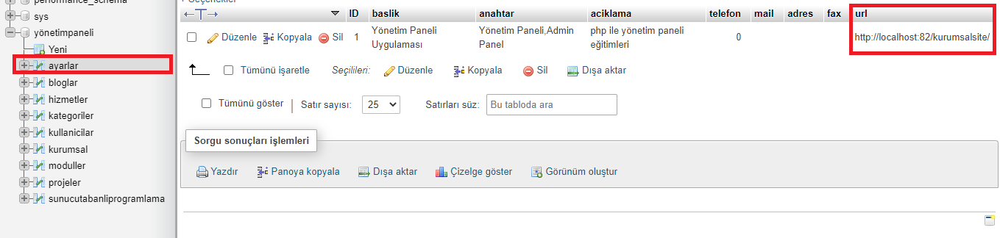 performance_schema
sys
yönetimpaneli
Yeni
ayarlar
bloglar
hizmetler
kategoriler
kullanicilar
kurumsal
moduller
projeler
sunucutabanliprogramlama
+ Seçenekler
←T→ ID baslik anahtar aciklama telefon mail adres fax url
Düzenle Kopyala Sil 1 Yönetim Paneli Uygulaması Yönetim Paneli,Admin Panel php ile yönetim paneli eğitimleri 0 http://localhost:82/kurumsalsite/
Tümünü işaretle Seçilileri: Düzenle Kopyala Sil Dışa aktar
Tümünü göster Satır sayısı: 25 Satırları süz: Bu tabloda ara
Sorgu sonuçları işlemleri
Yazdır Panoya kopyala Dışa aktar Çizelge göster Görünüm oluştur